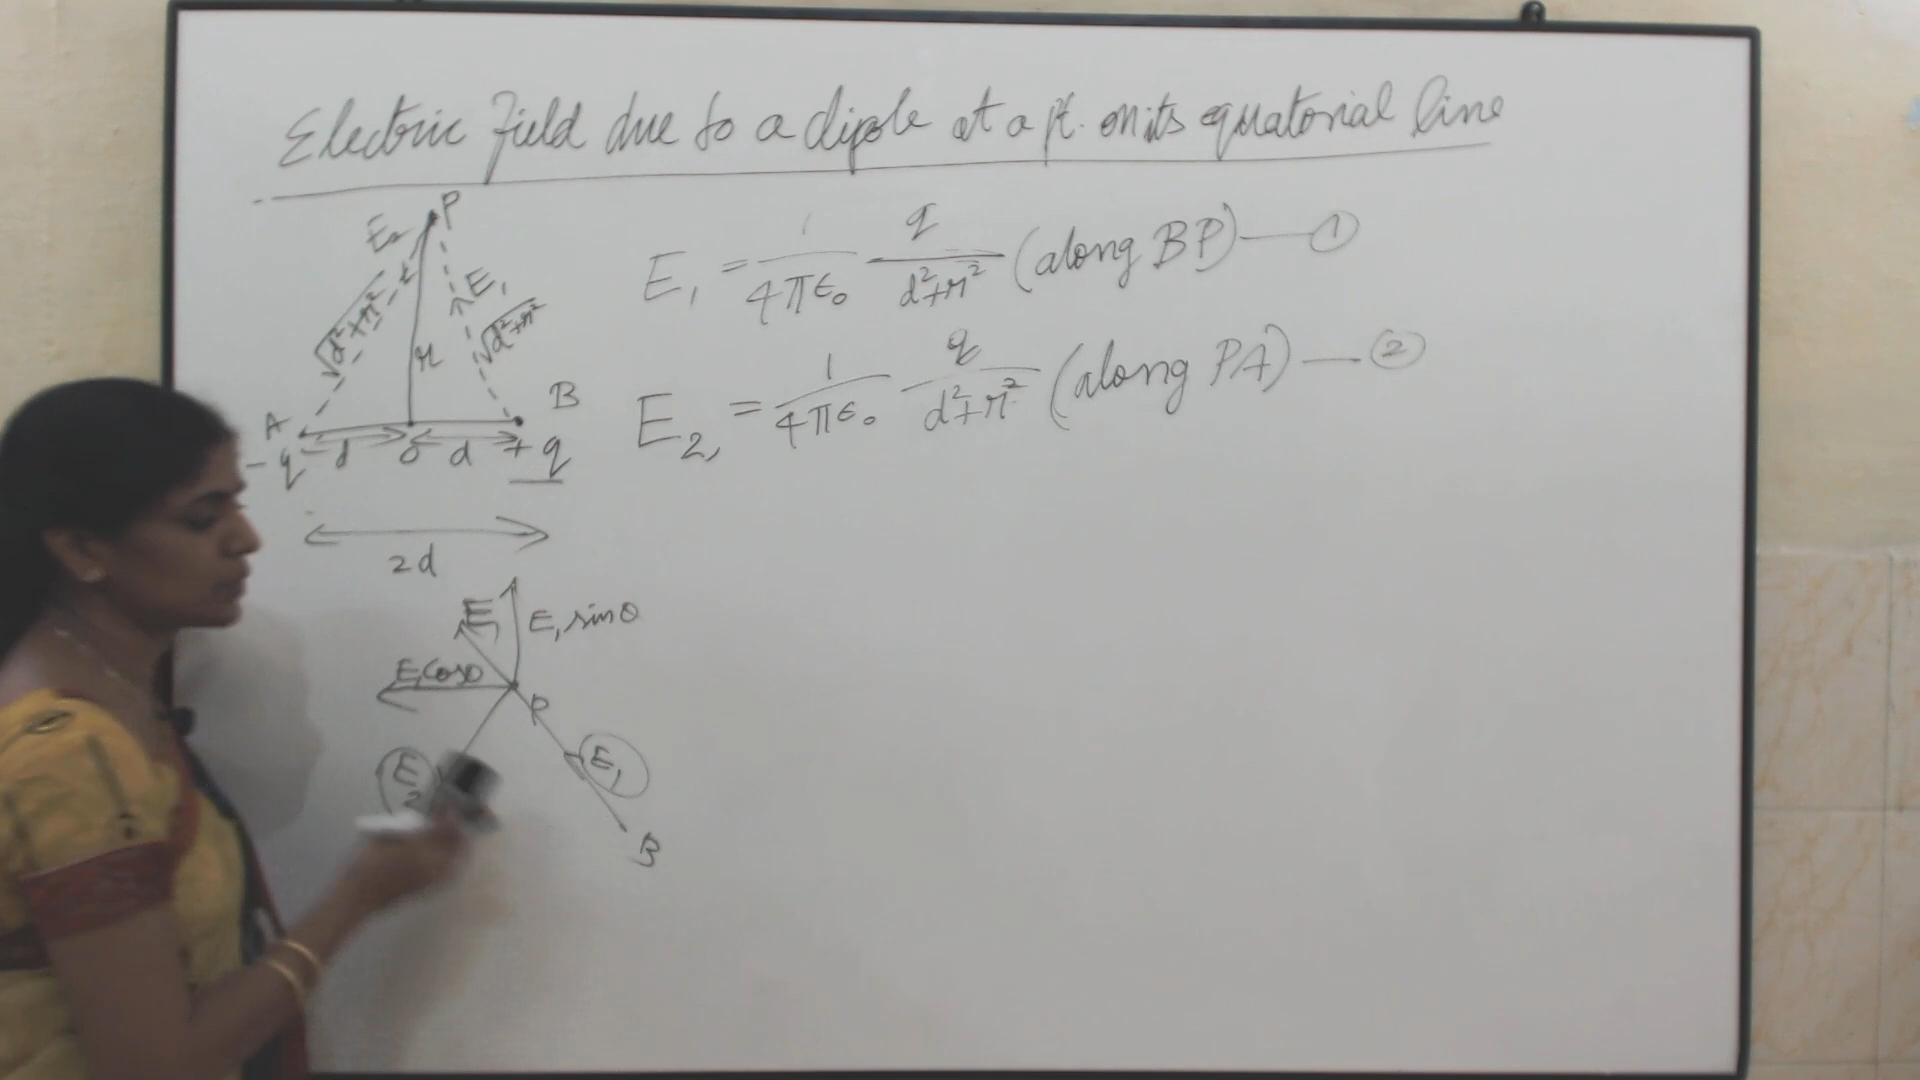 Electric field due to a dipole at a pt. on its equatorial line
P
E₂
E₁
√d²+r²
r
√d²+r²
A
B
-q
d
O
d
+q
2d
E₁ = 1/4πϵ₀ q/d²+r² (along BP) — ①
E₂, = 1/4πϵ₀ q/d²+r² (along PA) — ②
E₁
E₁ sinθ
E₁cosθ
P
E₂
E₁
B